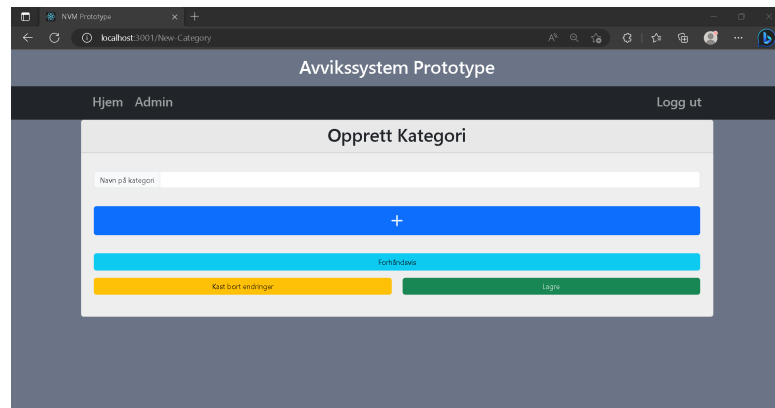 NVM Prototype
localhost:3001/New-Category
Avvikssystem Prototype
Hjem Admin Logg ut
Opprett Kategori
Navn på kategori
+
Forhåndsvis
Kast bort endringer Lagre